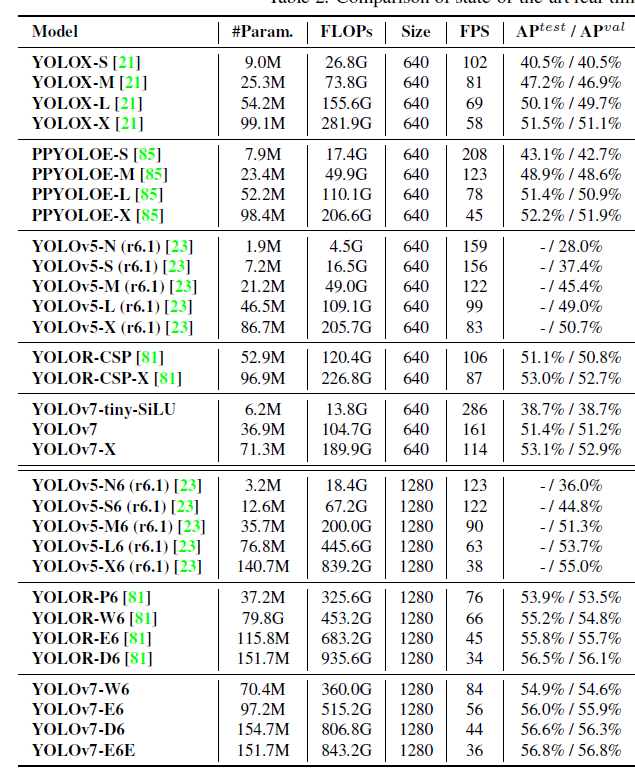 Table 2. Comparison of state-of-the-art real-tim
Model #Param. FLOPs Size FPS AP^test / AP^val
YOLOX-S [21] 9.0M 26.8G 640 102 40.5% / 40.5%
YOLOX-M [21] 25.3M 73.8G 640 81 47.2% / 46.9%
YOLOX-L [21] 54.2M 155.6G 640 69 50.1% / 49.7%
YOLOX-X [21] 99.1M 281.9G 640 58 51.5% / 51.1%
PPYOLOE-S [85] 7.9M 17.4G 640 208 43.1% / 42.7%
PPYOLOE-M [85] 23.4M 49.9G 640 123 48.9% / 48.6%
PPYOLOE-L [85] 52.2M 110.1G 640 78 51.4% / 50.9%
PPYOLOE-X [85] 98.4M 206.6G 640 45 52.2% / 51.9%
YOLOv5-N (r6.1) [23] 1.9M 4.5G 640 159 - / 28.0%
YOLOv5-S (r6.1) [23] 7.2M 16.5G 640 156 - / 37.4%
YOLOv5-M (r6.1) [23] 21.2M 49.0G 640 122 - / 45.4%
YOLOv5-L (r6.1) [23] 46.5M 109.1G 640 99 - / 49.0%
YOLOv5-X (r6.1) [23] 86.7M 205.7G 640 83 - / 50.7%
YOLOR-CSP [81] 52.9M 120.4G 640 106 51.1% / 50.8%
YOLOR-CSP-X [81] 96.9M 226.8G 640 87 53.0% / 52.7%
YOLOv7-tiny-SiLU 6.2M 13.8G 640 286 38.7% / 38.7%
YOLOv7 36.9M 104.7G 640 161 51.4% / 51.2%
YOLOv7-X 71.3M 189.9G 640 114 53.1% / 52.9%
YOLOv5-N6 (r6.1) [23] 3.2M 18.4G 1280 123 - / 36.0%
YOLOv5-S6 (r6.1) [23] 12.6M 67.2G 1280 122 - / 44.8%
YOLOv5-M6 (r6.1) [23] 35.7M 200.0G 1280 90 - / 51.3%
YOLOv5-L6 (r6.1) [23] 76.8M 445.6G 1280 63 - / 53.7%
YOLOv5-X6 (r6.1) [23] 140.7M 839.2G 1280 38 - / 55.0%
YOLOR-P6 [81] 37.2M 325.6G 1280 76 53.9% / 53.5%
YOLOR-W6 [81] 79.8G 453.2G 1280 66 55.2% / 54.8%
YOLOR-E6 [81] 115.8M 683.2G 1280 45 55.8% / 55.7%
YOLOR-D6 [81] 151.7M 935.6G 1280 34 56.5% / 56.1%
YOLOv7-W6 70.4M 360.0G 1280 84 54.9% / 54.6%
YOLOv7-E6 97.2M 515.2G 1280 56 56.0% / 55.9%
YOLOv7-D6 154.7M 806.8G 1280 44 56.6% / 56.3%
YOLOv7-E6E 151.7M 843.2G 1280 36 56.8% / 56.8%